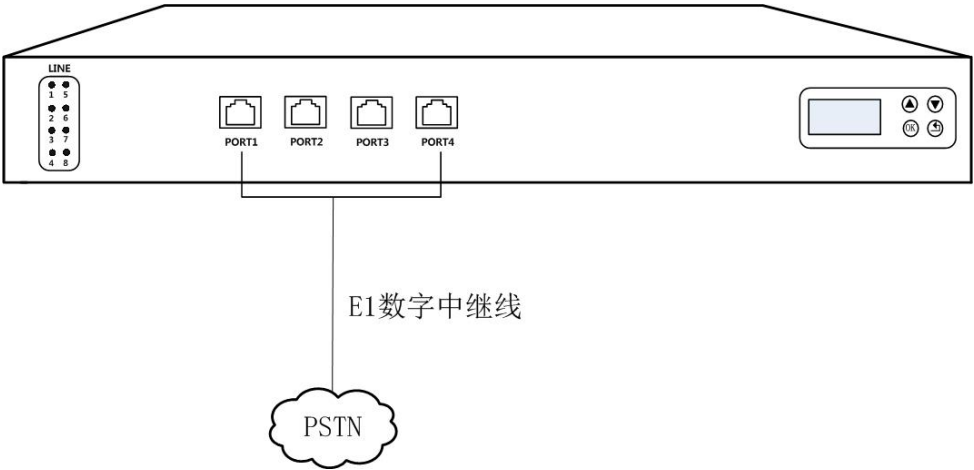 LINE
1 5
2 6
3 7
4 8
PORT1 PORT2 PORT3 PORT4
OK
E1数字中继线
PSTN